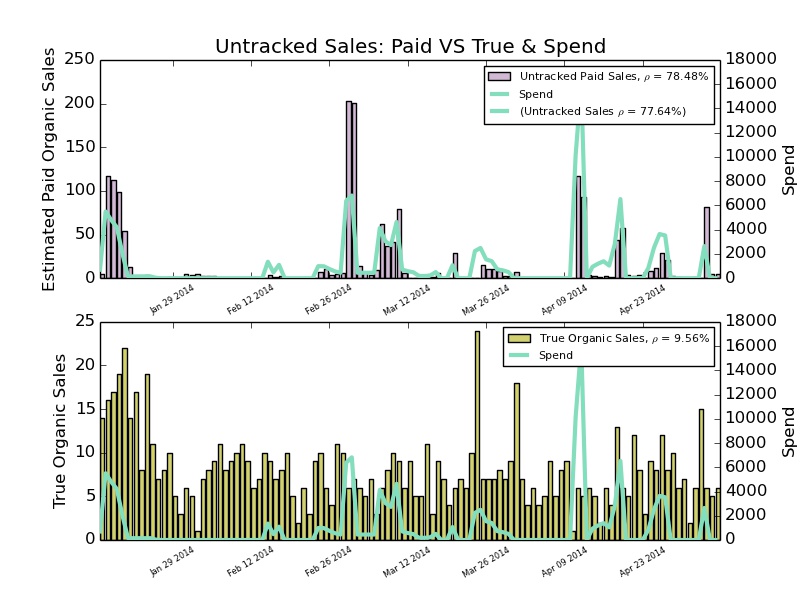 Untracked Sales: Paid VS True & Spend
Estimated Paid Organic Sales
250
200
150
100
50
0
18000
16000
14000
12000
10000
8000
6000
4000
2000
0
Spend
Untracked Paid Sales, ρ = 78.48%
Spend
(Untracked Sales ρ = 77.64%)
Jan 29 2014
Feb 12 2014
Feb 26 2014
Mar 12 2014
Mar 26 2014
Apr 09 2014
Apr 23 2014
True Organic Sales
25
20
15
10
5
0
18000
16000
14000
12000
10000
8000
6000
4000
2000
0
Spend
True Organic Sales, ρ = 9.56%
Spend
Jan 29 2014
Feb 12 2014
Feb 26 2014
Mar 12 2014
Mar 26 2014
Apr 09 2014
Apr 23 2014